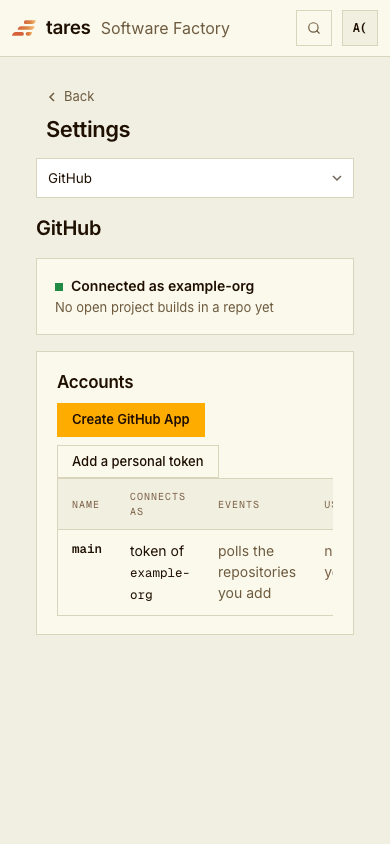 tares Software Factory
A(
Back
Settings
GitHub
GitHub
Connected as example-org
No open project builds in a repo yet
Accounts
Create GitHub App
Add a personal token
NAME CONNECTS AS EVENTS
main token of example-org polls the repositories you add